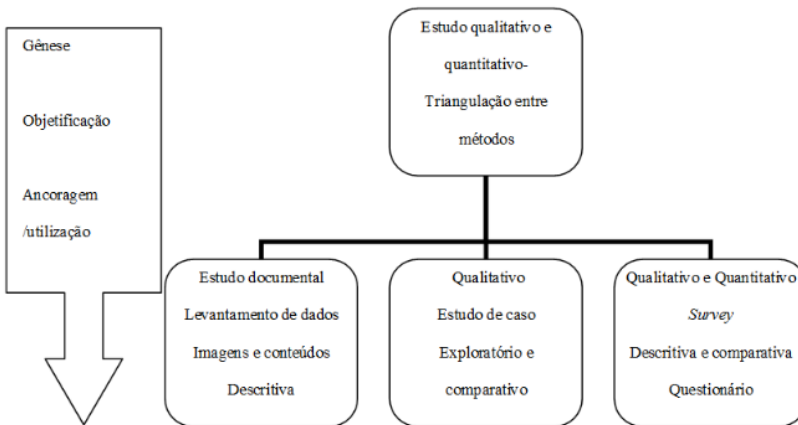 Gênese
Objetificação
Ancoragem
/utilização
Estudo qualitativo e
quantitativo-
Triangulação entre
métodos
Estudo documental
Levantamento de dados
Imagens e conteúdos
Descritiva
Qualitativo
Estudo de caso
Exploratório e
comparativo
Qualitativo e Quantitativo
Survey
Descritiva e comparativa
Questionário